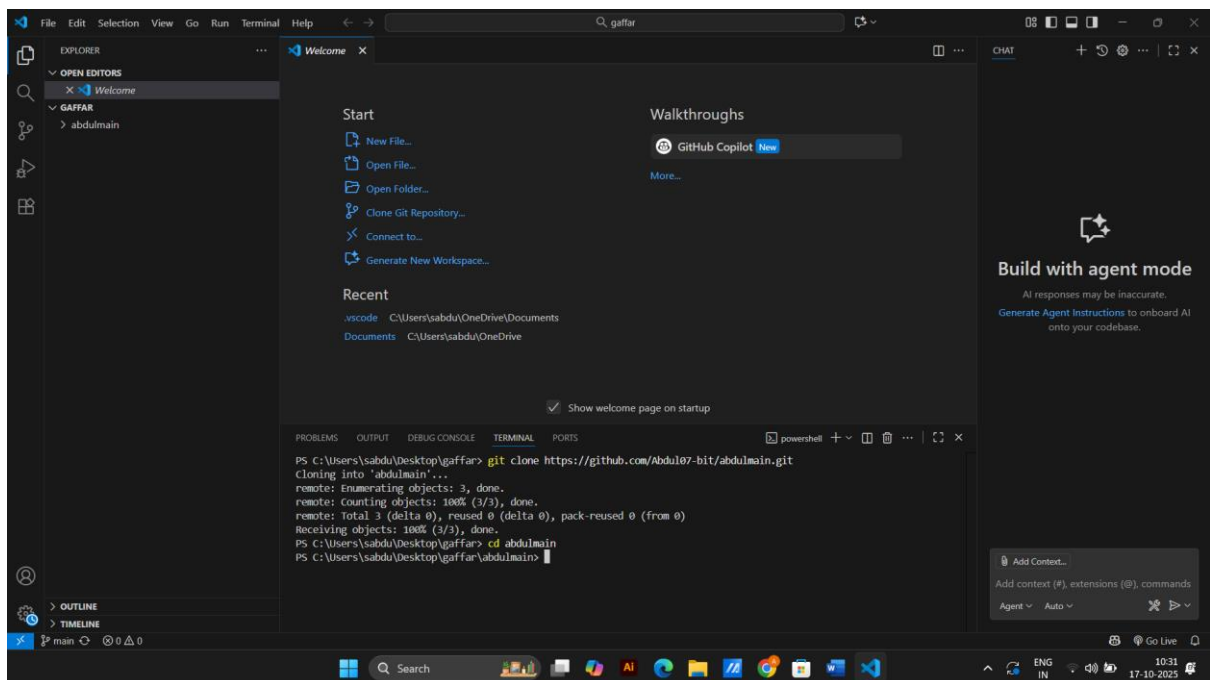 File Edit Selection View Go Run Terminal Help
gaffar
EXPLORER
OPEN EDITORS
Welcome
GAFFAR
abdulmain
OUTLINE
TIMELINE
Welcome
Start
New File...
Open File...
Open Folder...
Clone Git Repository...
Connect to...
Generate New Workspace...
Recent
.vscode C:\Users\sabdu\OneDrive\Documents
Documents C:\Users\sabdu\OneDrive
Walkthroughs
GitHub Copilot New
More...
Show welcome page on startup
PROBLEMS OUTPUT DEBUG CONSOLE TERMINAL PORTS
powershell
PS C:\Users\sabdu\Desktop\gaffar> git clone https://github.com/Abdul07-bit/abdulmain.git
Cloning into 'abdulmain'...
remote: Enumerating objects: 3, done.
remote: Counting objects: 100% (3/3), done.
remote: Total 3 (delta 0), reused 0 (delta 0), pack-reused 0 (from 0)
Receiving objects: 100% (3/3), done.
PS C:\Users\sabdu\Desktop\gaffar> cd abdulmain
PS C:\Users\sabdu\Desktop\gaffar\abdulmain>
CHAT
Build with agent mode
AI responses may be inaccurate.
Generate Agent Instructions to onboard AI
onto your codebase.
Add Context...
Add context (#), extensions (@), commands
Agent Auto
main 0 0
Go Live
Search
Ai
W
ENG
IN
10:31
17-10-2025